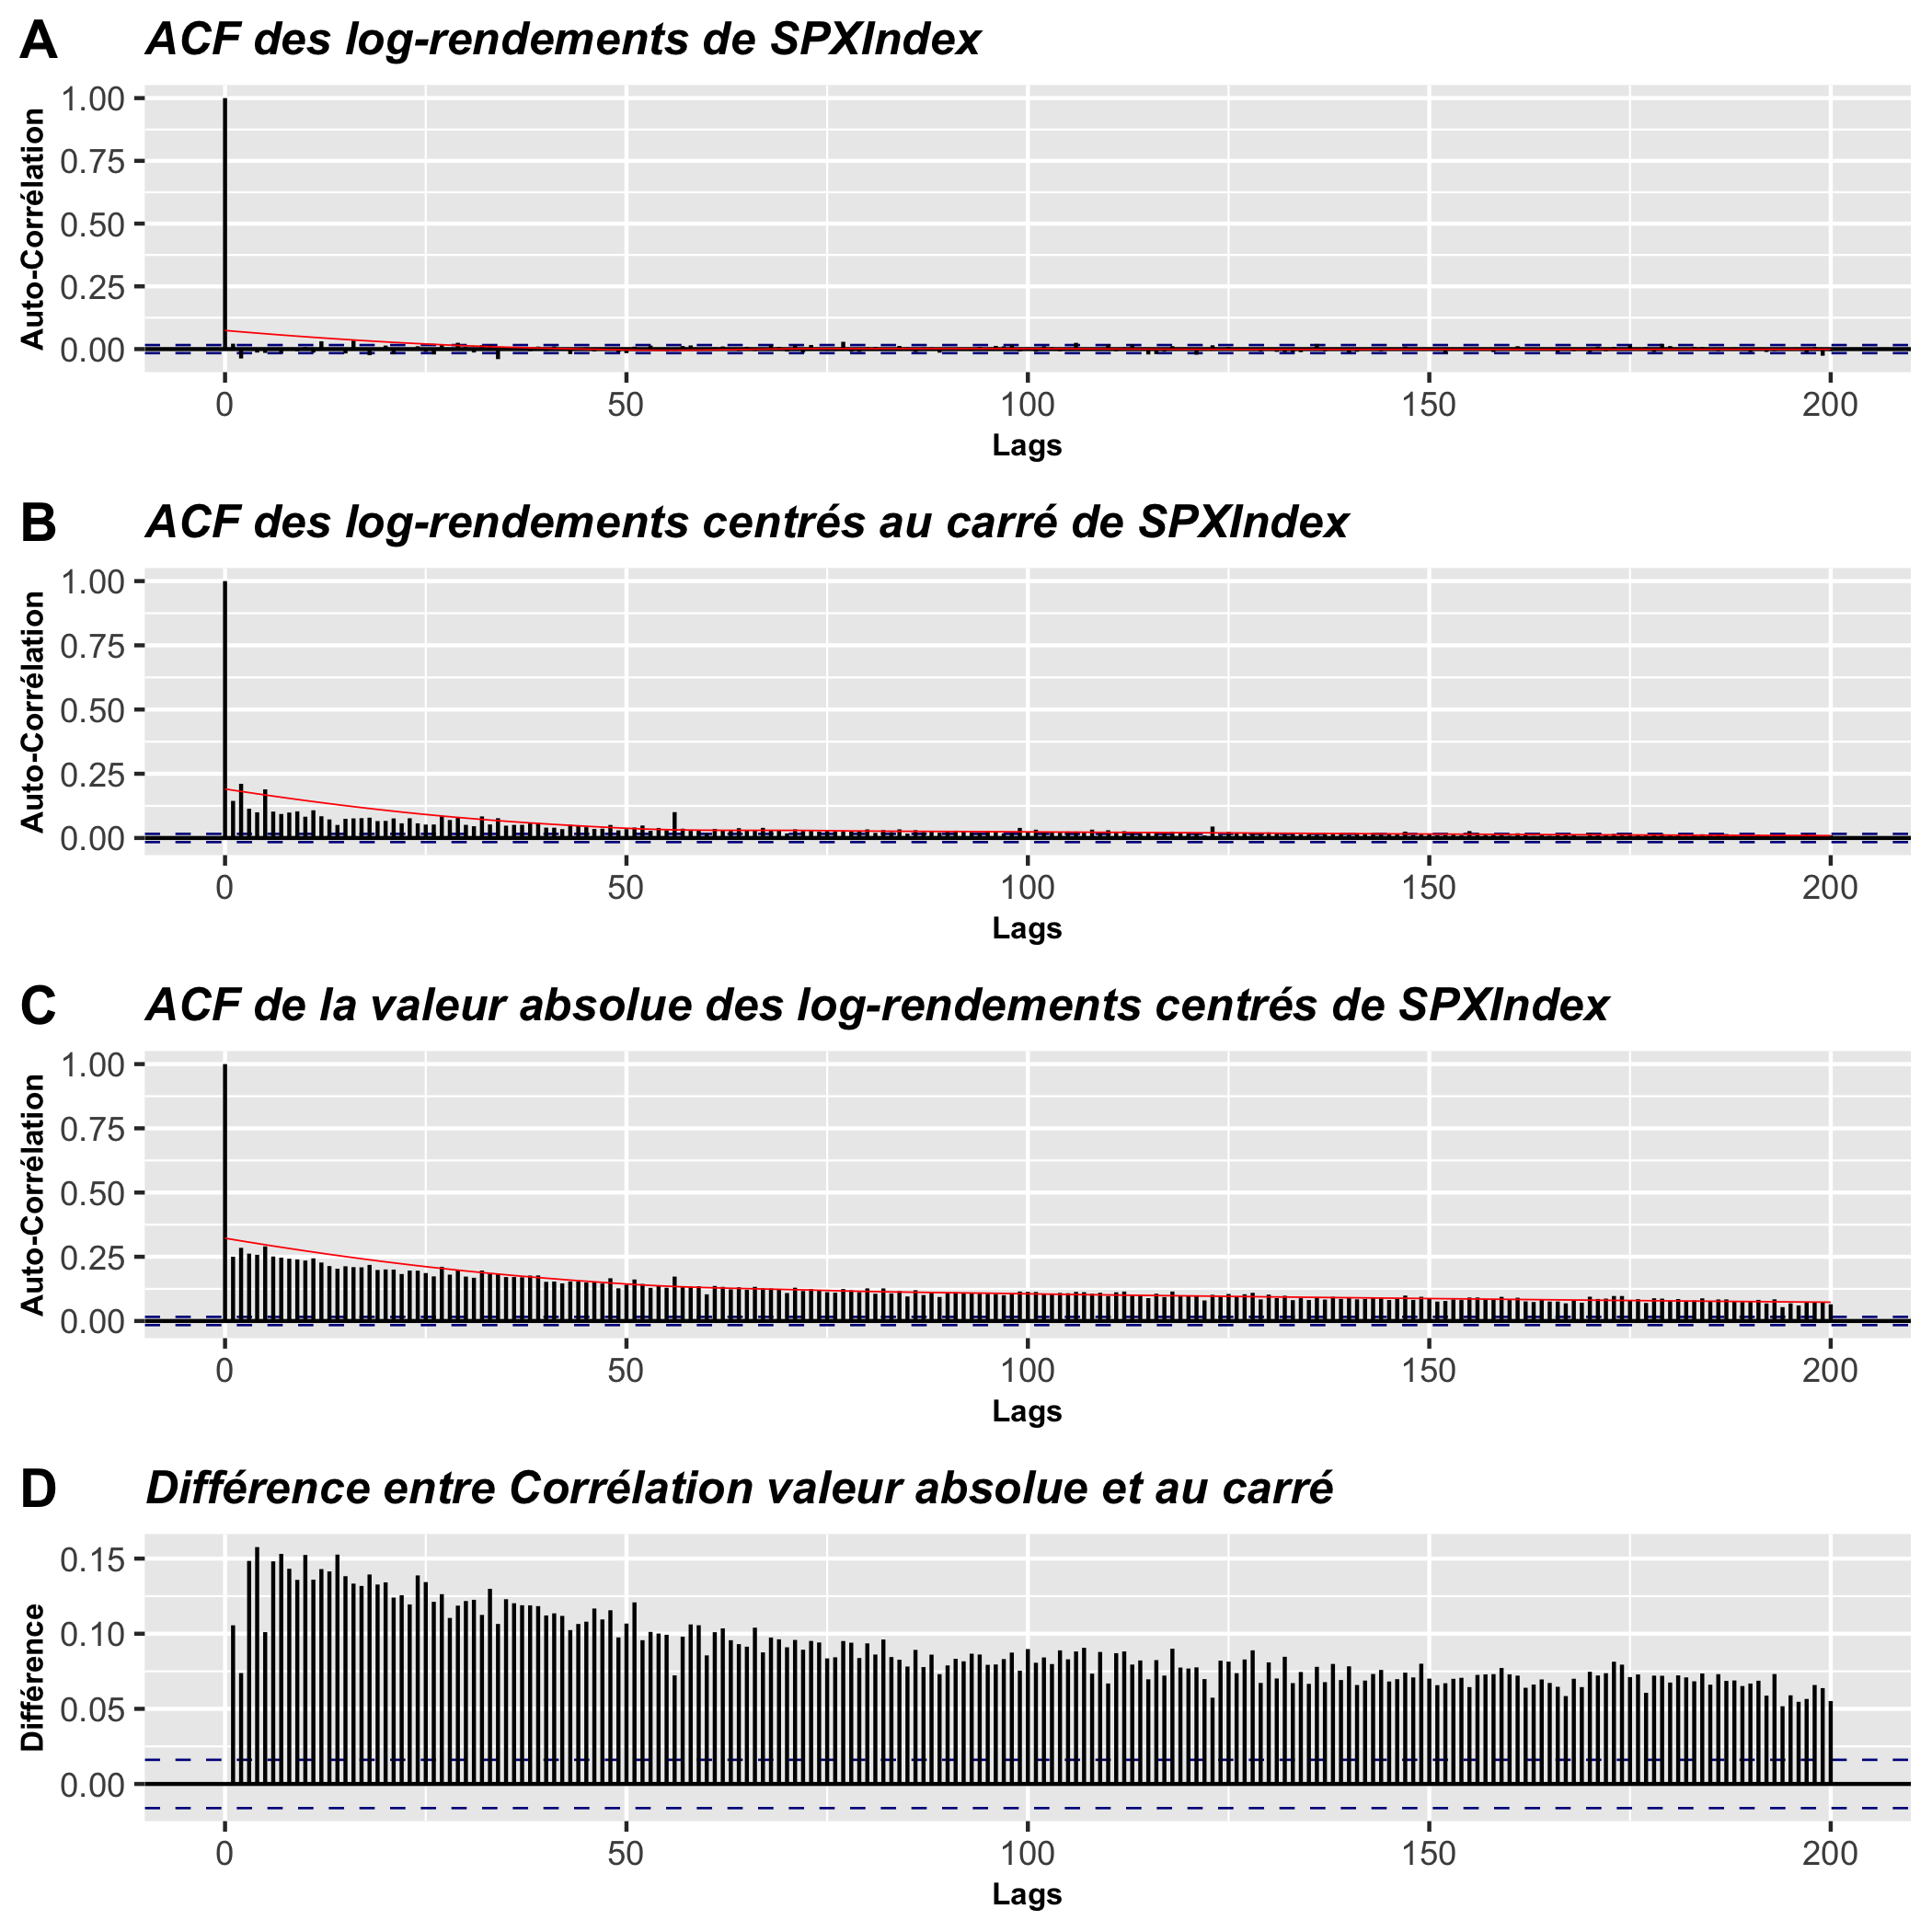 A ACF des log-rendements de SPXIndex
Auto-Corrélation
1.00
0.75
0.50
0.25
0.00
0 50 100 150 200
Lags
B ACF des log-rendements centrés au carré de SPXIndex
Auto-Corrélation
1.00
0.75
0.50
0.25
0.00
0 50 100 150 200
Lags
C ACF de la valeur absolue des log-rendements centrés de SPXIndex
Auto-Corrélation
1.00
0.75
0.50
0.25
0.00
0 50 100 150 200
Lags
D Différence entre Corrélation valeur absolue et au carré
Différence
0.15
0.10
0.05
0.00
0 50 100 150 200
Lags